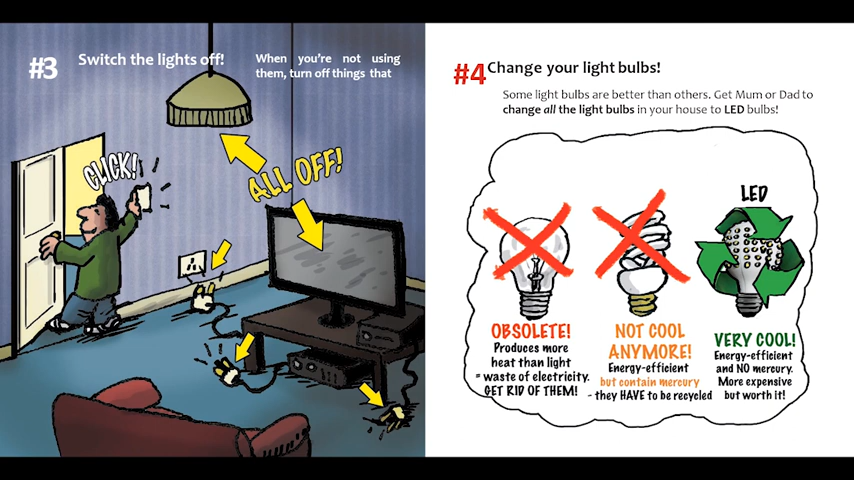 #3
Switch the lights off!
When you're not using
them, turn off things that
CLICK!
ALL OFF!
#4
Change your light bulbs!
Some light bulbs are better than others. Get Mum or Dad to
change all the light bulbs in your house to LED bulbs!
LED
OBSOLETE!
Produces more
heat than light
= waste of electricity.
GET RID OF THEM!
NOT COOL
ANYMORE!
Energy-efficient
but contain mercury
- they HAVE to be recycled
VERY COOL!
Energy-efficient
and NO mercury.
More expensive
but worth it!